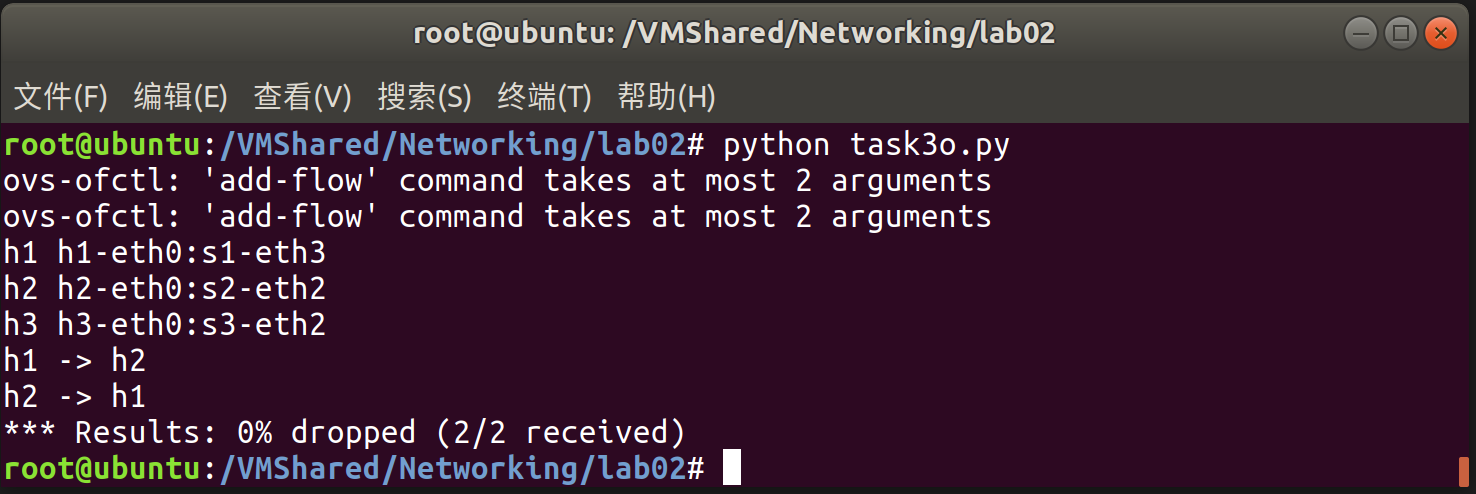 root@ubuntu: /VMShared/Networking/lab02
文件(F) 编辑(E) 查看(V) 搜索(S) 终端(T) 帮助(H)
root@ubuntu:/VMShared/Networking/lab02# python task3o.py
ovs-ofctl: 'add-flow' command takes at most 2 arguments
ovs-ofctl: 'add-flow' command takes at most 2 arguments
h1 h1-eth0:s1-eth3
h2 h2-eth0:s2-eth2
h3 h3-eth0:s3-eth2
h1 -> h2
h2 -> h1
*** Results: 0% dropped (2/2 received)
root@ubuntu:/VMShared/Networking/lab02#